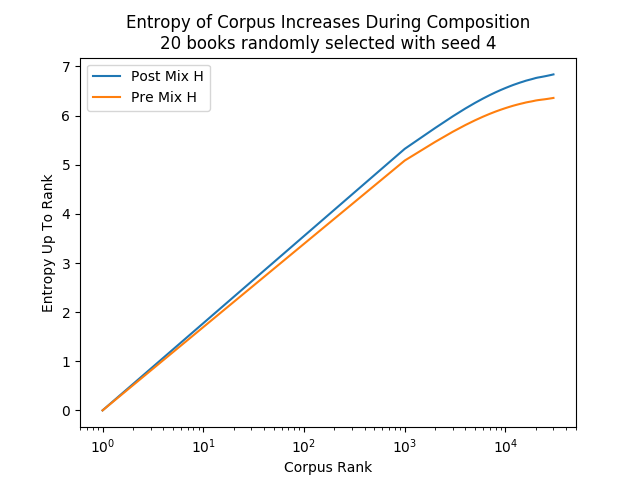 Entropy of Corpus Increases During Composition
20 books randomly selected with seed 4
Post Mix H
Pre Mix H
7
6
5
4
3
2
1
0
Entropy Up To Rank
10⁰
10¹
10²
10³
10⁴
Corpus Rank